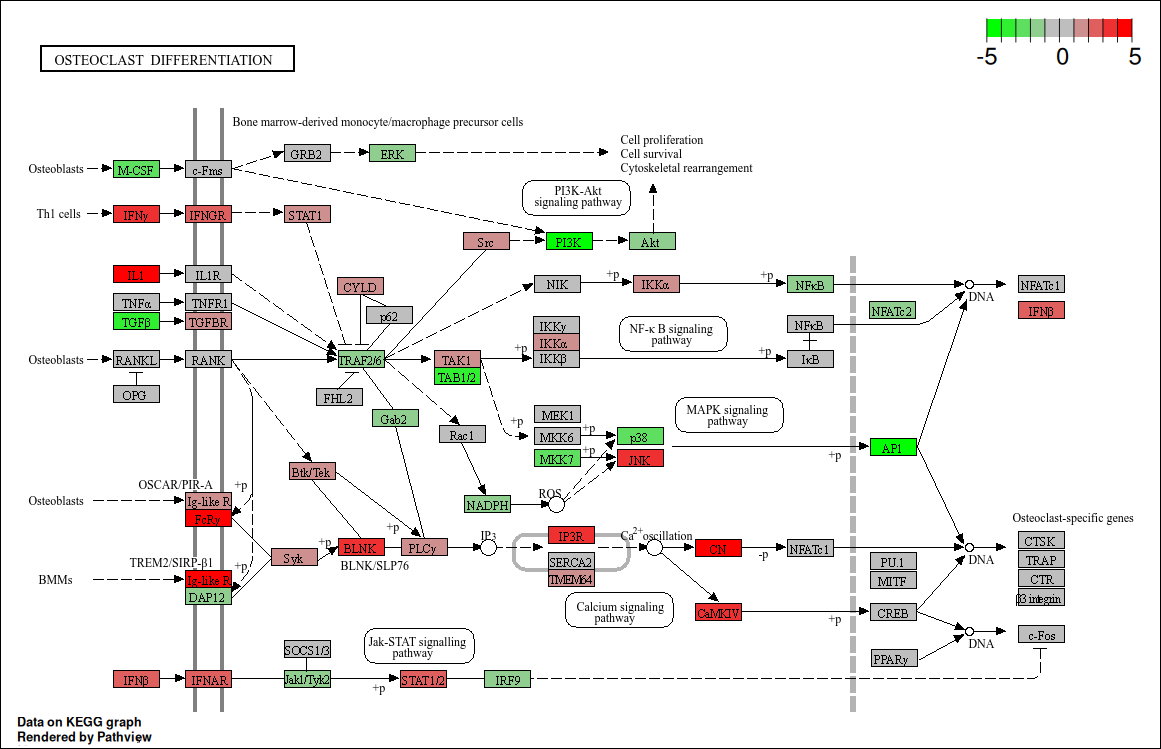 -5 0 5
OSTEOCLAST DIFFERENTIATION
Bone marrow-derived monocyte/macrophage precursor cells
Cell proliferation
Cell survival
Cytoskeletal rearrangement
GRB2
ERK
Osteoblasts
M-CSF
c-Fms
PI3K-Akt
signaling pathway
Th1 cells
IFNγ
IFNGR
STAT1
Src
PI3K
Akt
IL1
IL1R
CYLD
NIK
+p
IKKα
+p
NFκB
DNA
NFATc1
TNFα
TNFR1
p62
NFATc2
IFNβ
TGFβ
TGFBR
IKKγ
IKKα
IKKβ
+p
NF-κ B signaling
pathway
NFκB
+p
IκB
Osteoblasts
RANKL
RANK
TRAF2/6
TAK1
TAB1/2
OPG
FHL2
Gab2
Rac1
+p
MEK1
MKK6
MKK7
+p
+p
p38
JNK
MAPK signaling
pathway
+p
AP1
Btk/Tek
OSCAR/PIR-A
+p
Osteoblasts
Ig-like R
FcRγ
NADPH
ROS
Osteoclast-specific genes
+p
IP3
IP3R
Ca2+oscillation
SERCA2
TMEM64
CN
-p
NFATc1
DNA
CTSK
TRAP
CTR
β3 integrin
Syk
+p
BLNK
PLCγ
BLNK/SLP76
TREM2/SIRP-β1
+p
BMMs
Ig-like R
DAP12
PU.1
MITF
Calcium signaling
pathway
CaMKIV
+p
CREB
DNA
c-Fos
Jak-STAT signalling
pathway
SOCS1/3
PPARγ
IFNβ
IFNAR
Jak1/Tyk2
+p
STAT1/2
IRF9
Data on KEGG graph
Rendered by Pathview